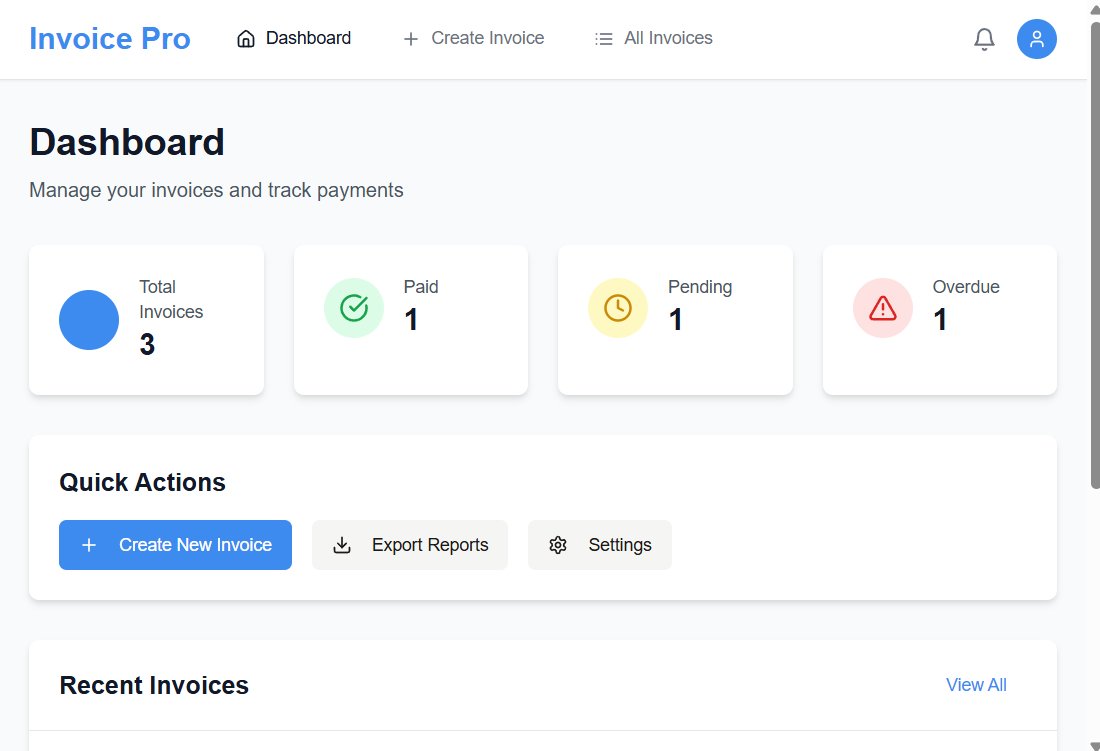 Invoice Pro
Dashboard
Create Invoice
All Invoices
Dashboard
Manage your invoices and track payments
Total
Invoices
3
Paid
1
Pending
1
Overdue
1
Quick Actions
Create New Invoice
Export Reports
Settings
Recent Invoices
View All